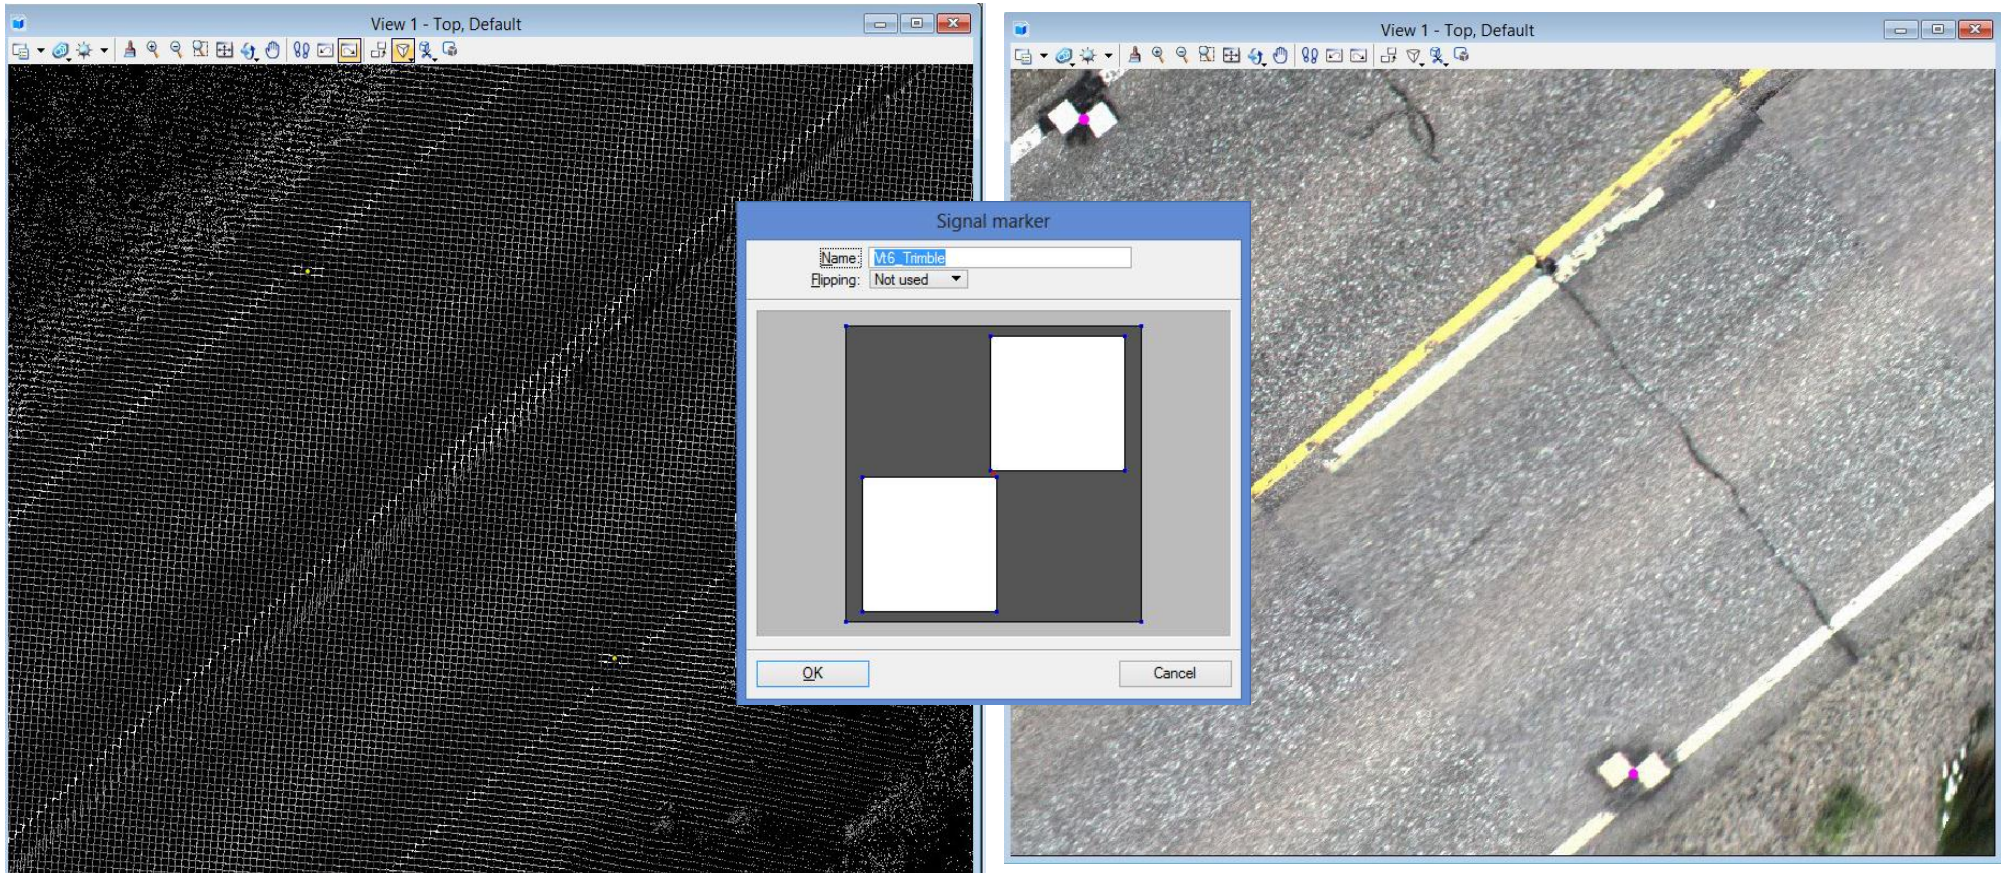 View 1 - Top, Default
View 1 - Top, Default
Signal marker
Name: Vt6_Trimble
Flipping: Not used
OK
Cancel